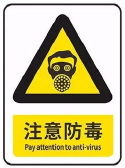 注意防毒
Pay attention to anti-virus